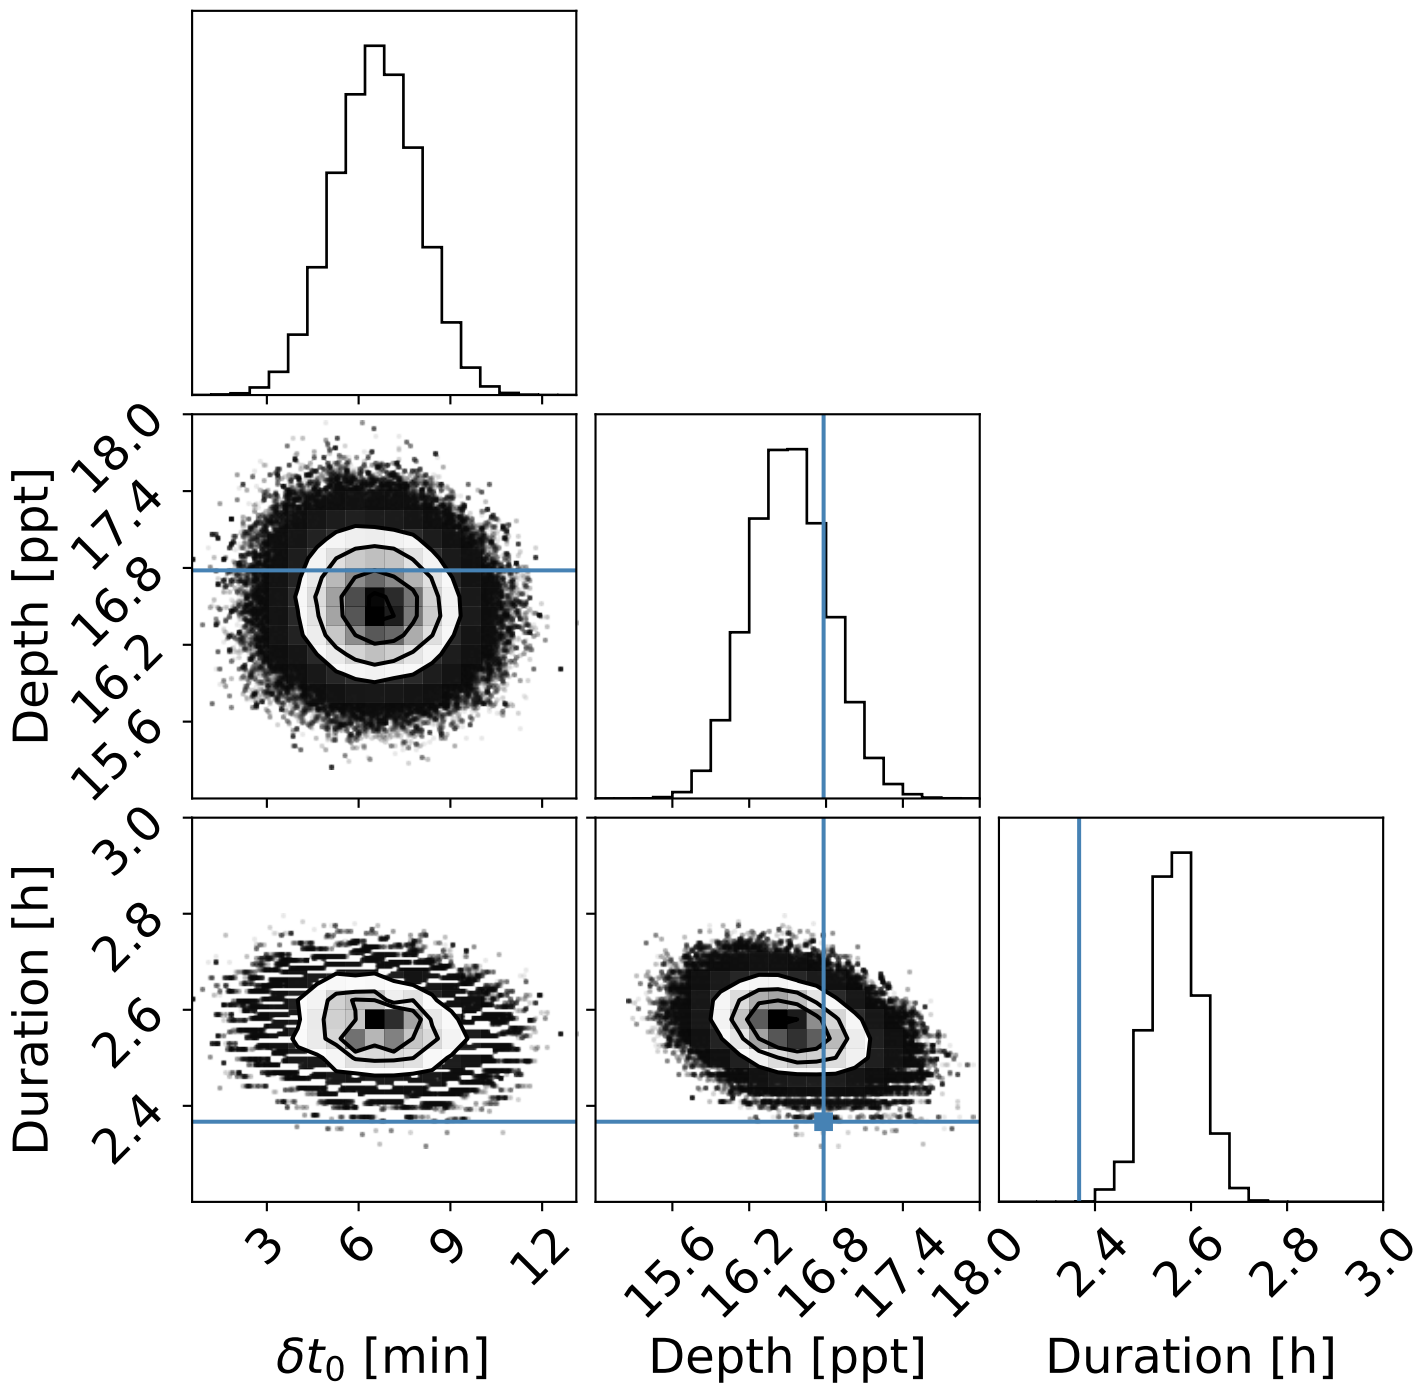 18.0
17.4
16.8
16.2
15.6
Depth [ppt]
3.0
2.8
2.6
2.4
Duration [h]
3 6 9 12
15.6 16.2 16.8 17.4 18.0
2.4 2.6 2.8 3.0
δt₀ [min]
Depth [ppt]
Duration [h]